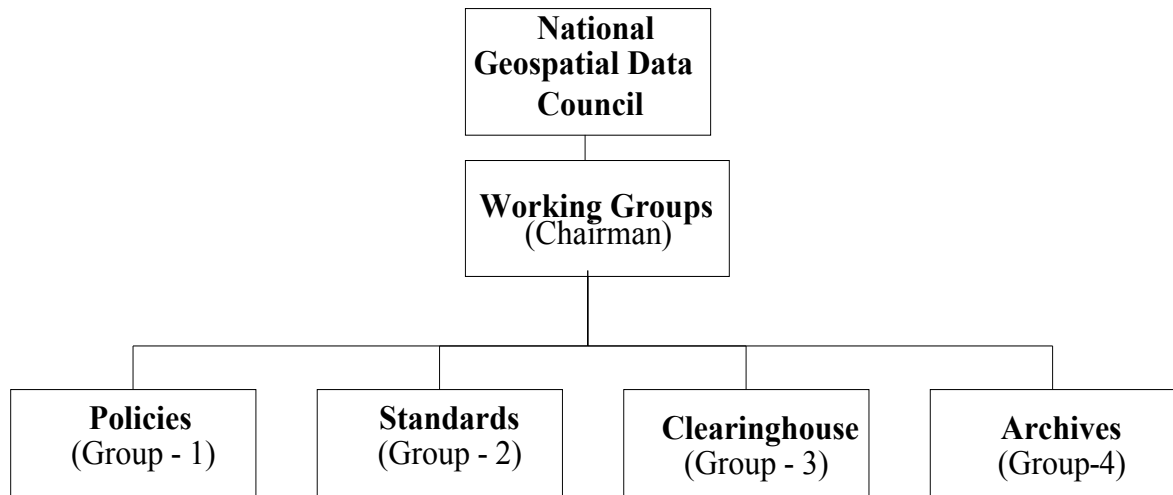 National
Geospatial Data
Council
Working Groups
(Chairman)
Policies
(Group - 1)
Standards
(Group - 2)
Clearinghouse
(Group - 3)
Archives
(Group-4)